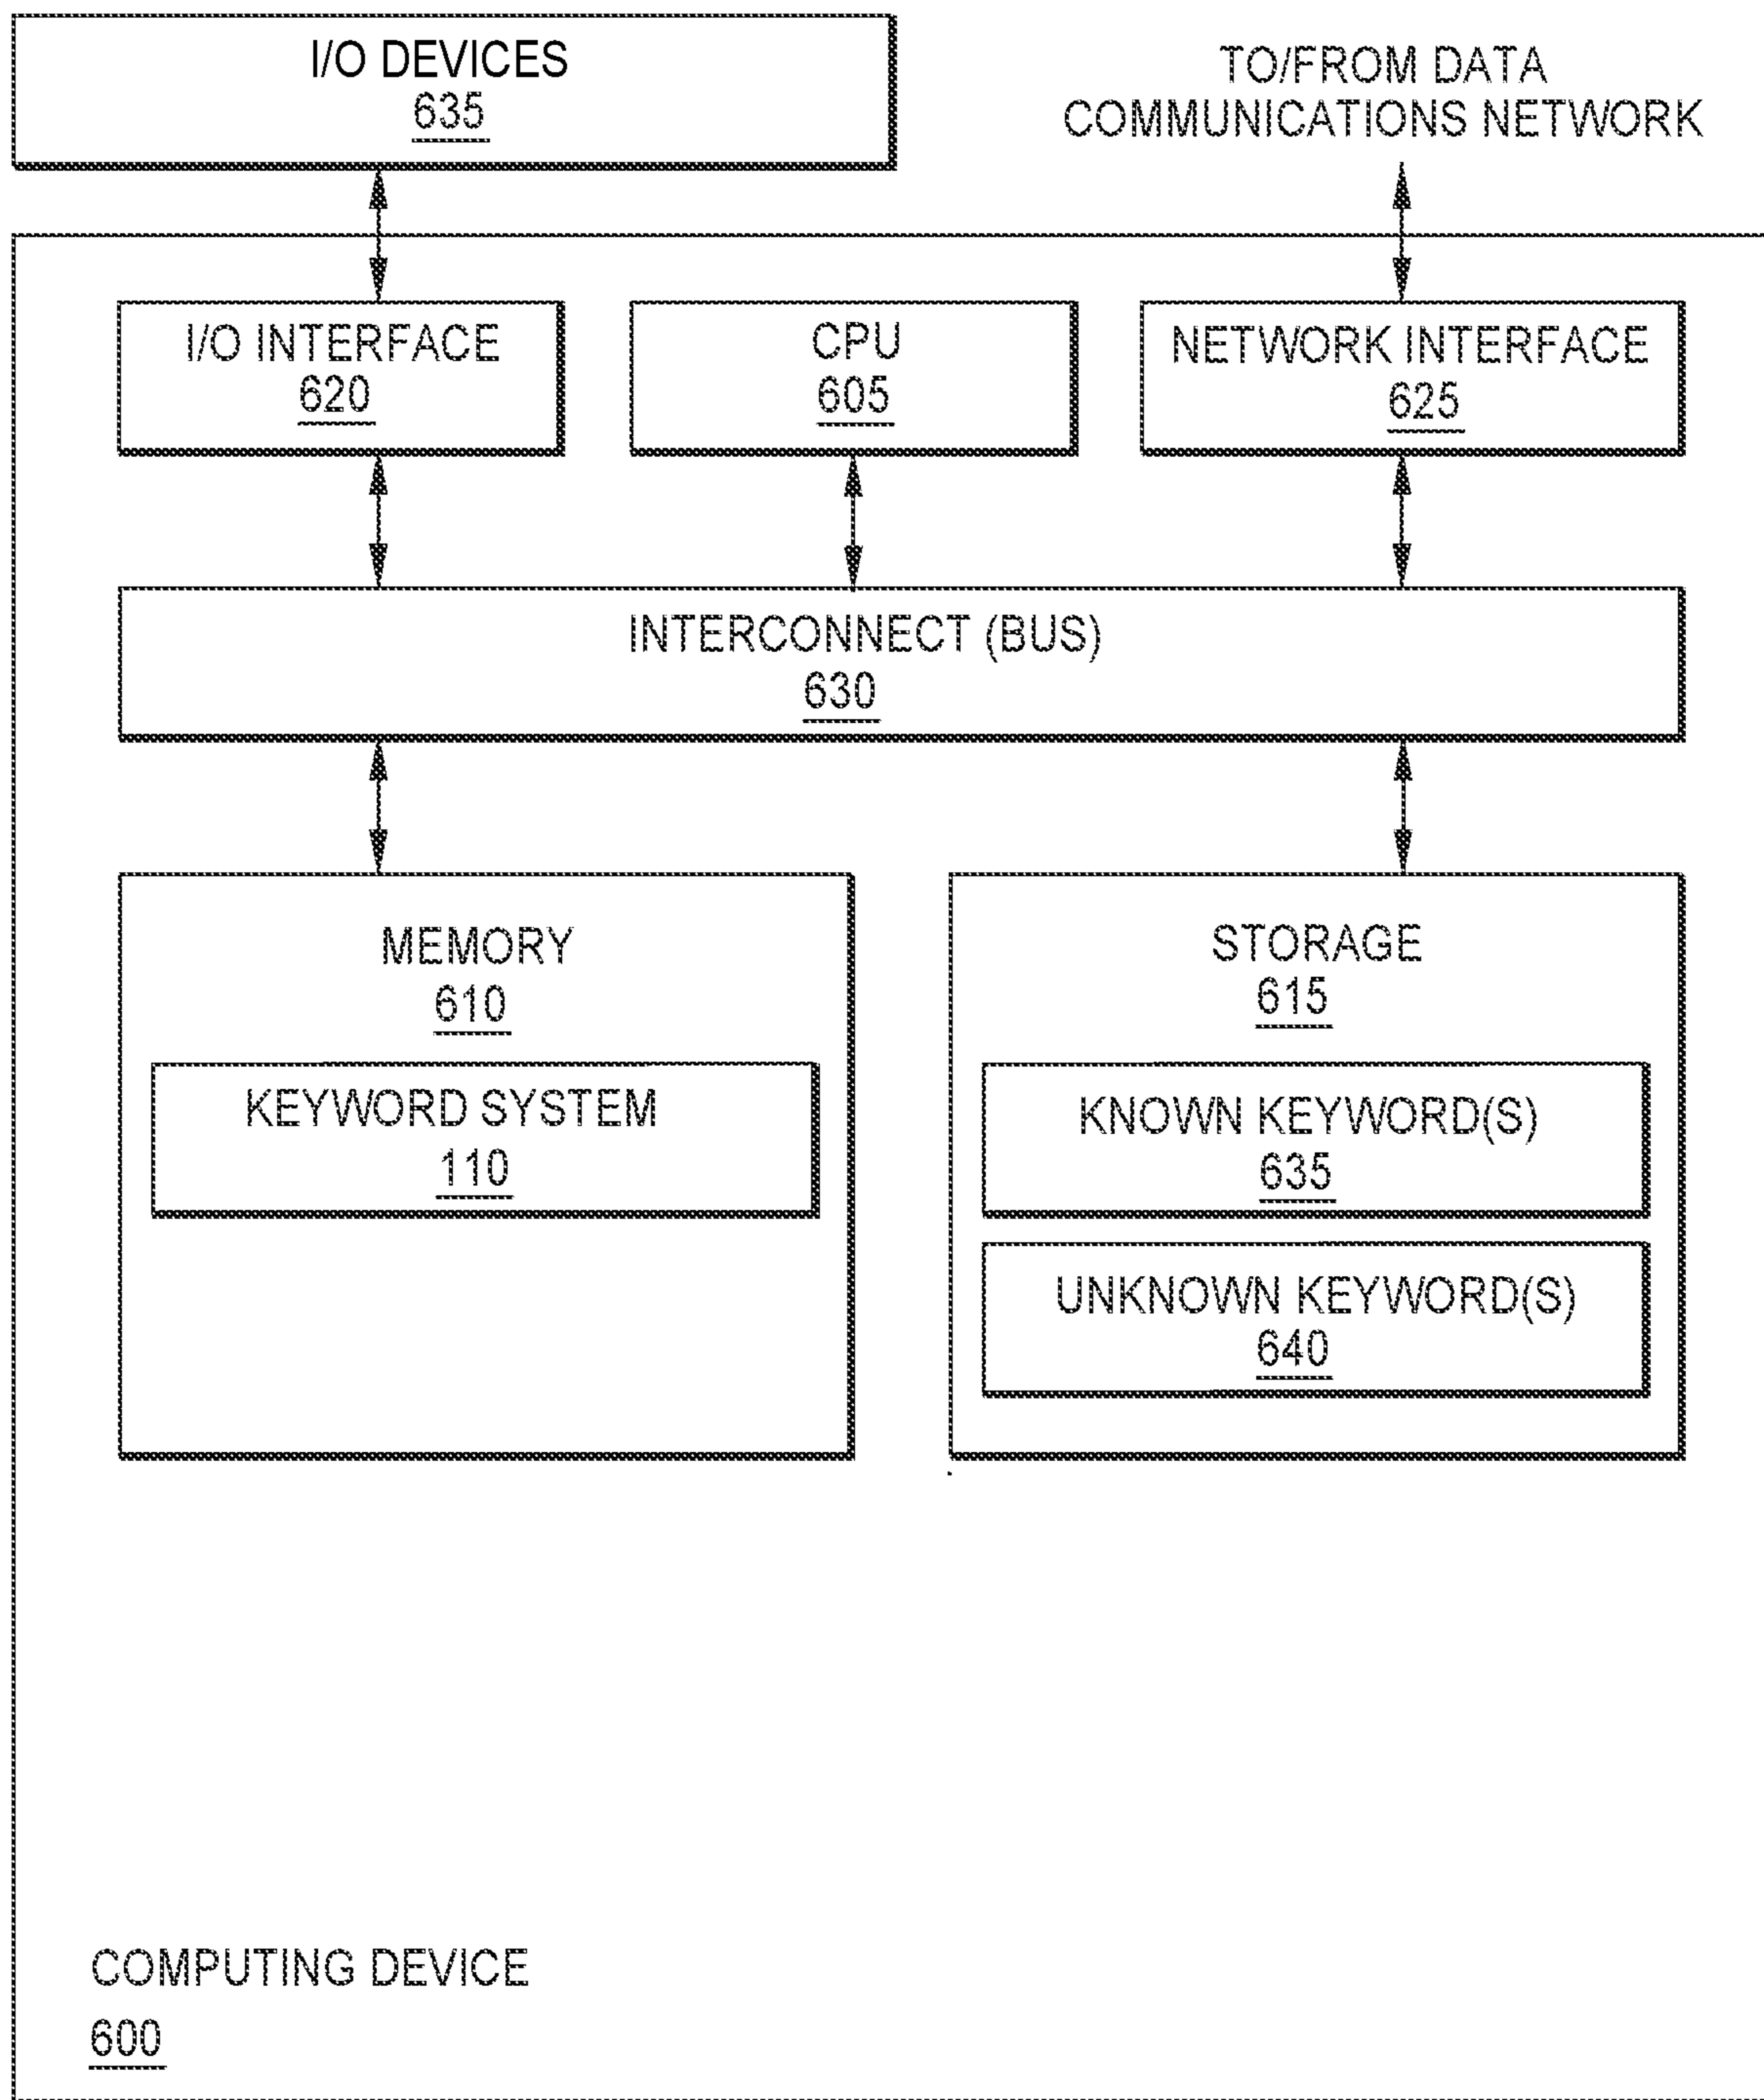 I/O DEVICES
635
TO/FROM DATA
COMMUNICATIONS NETWORK
I/O INTERFACE
620
CPU
605
NETWORK INTERFACE
625
INTERCONNECT (BUS)
630
MEMORY
610
KEYWORD SYSTEM
110
STORAGE
615
KNOWN KEYWORD(S)
635
UNKNOWN KEYWORD(S)
640
COMPUTING DEVICE
600